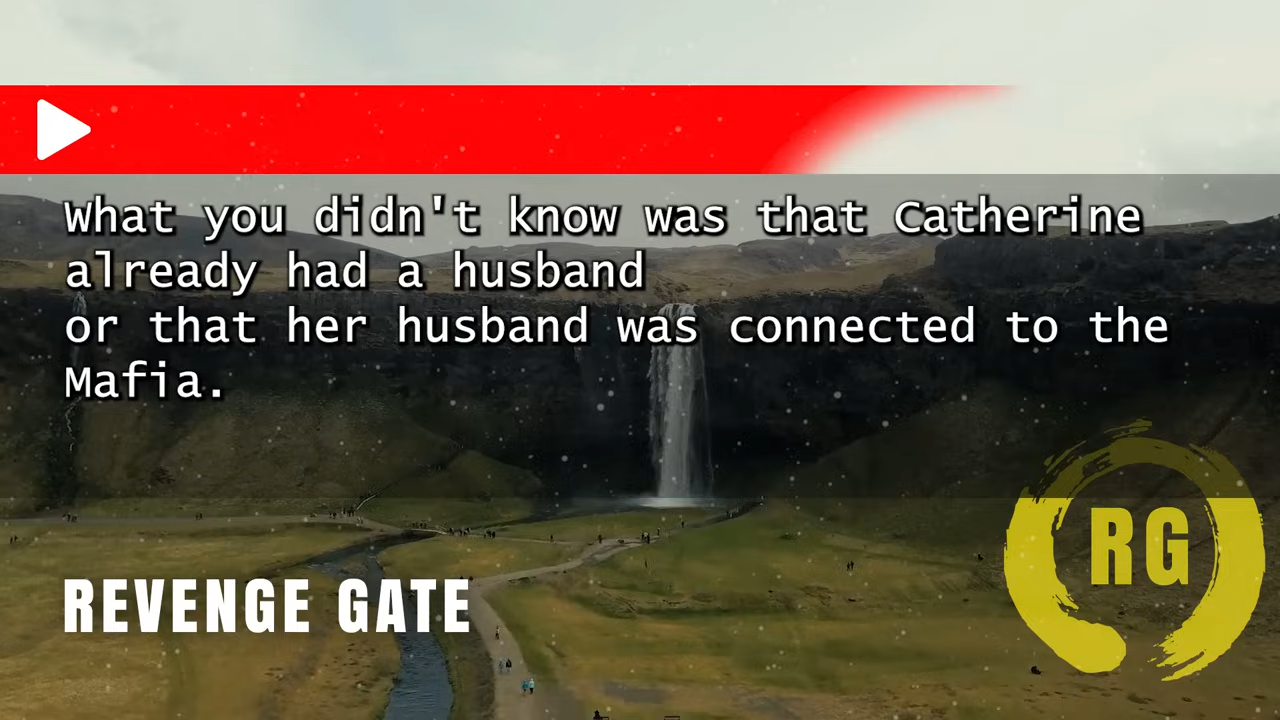 What you didn't know was that Catherine
already had a husband
or that her husband was connected to the
Mafia.
RG
REVENGE GATE